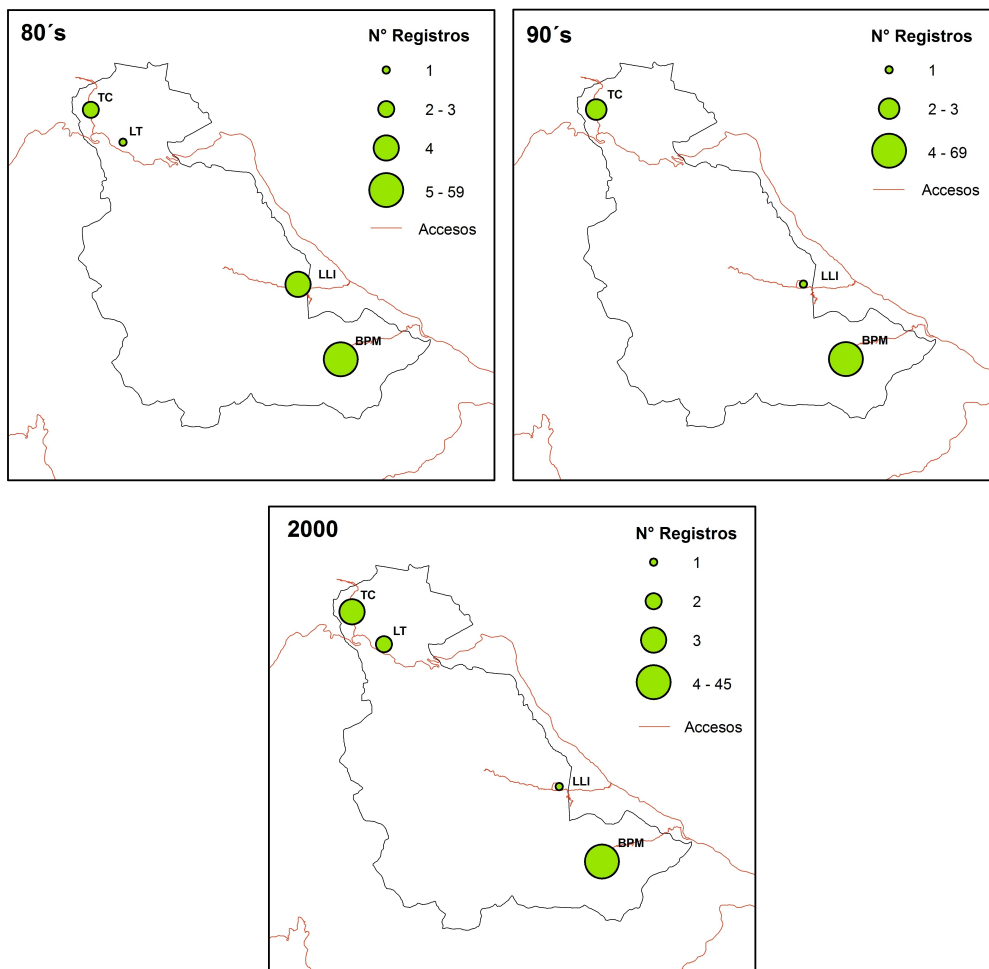 80´s
N° Registros
1
2 - 3
4
5 - 59
Accesos
TC
LT
LLI
BPM
90´s
N° Registros
1
2 - 3
4 - 69
Accesos
TC
LLI
BPM
2000
N° Registros
1
2
3
4 - 45
Accesos
TC
LT
LLI
BPM